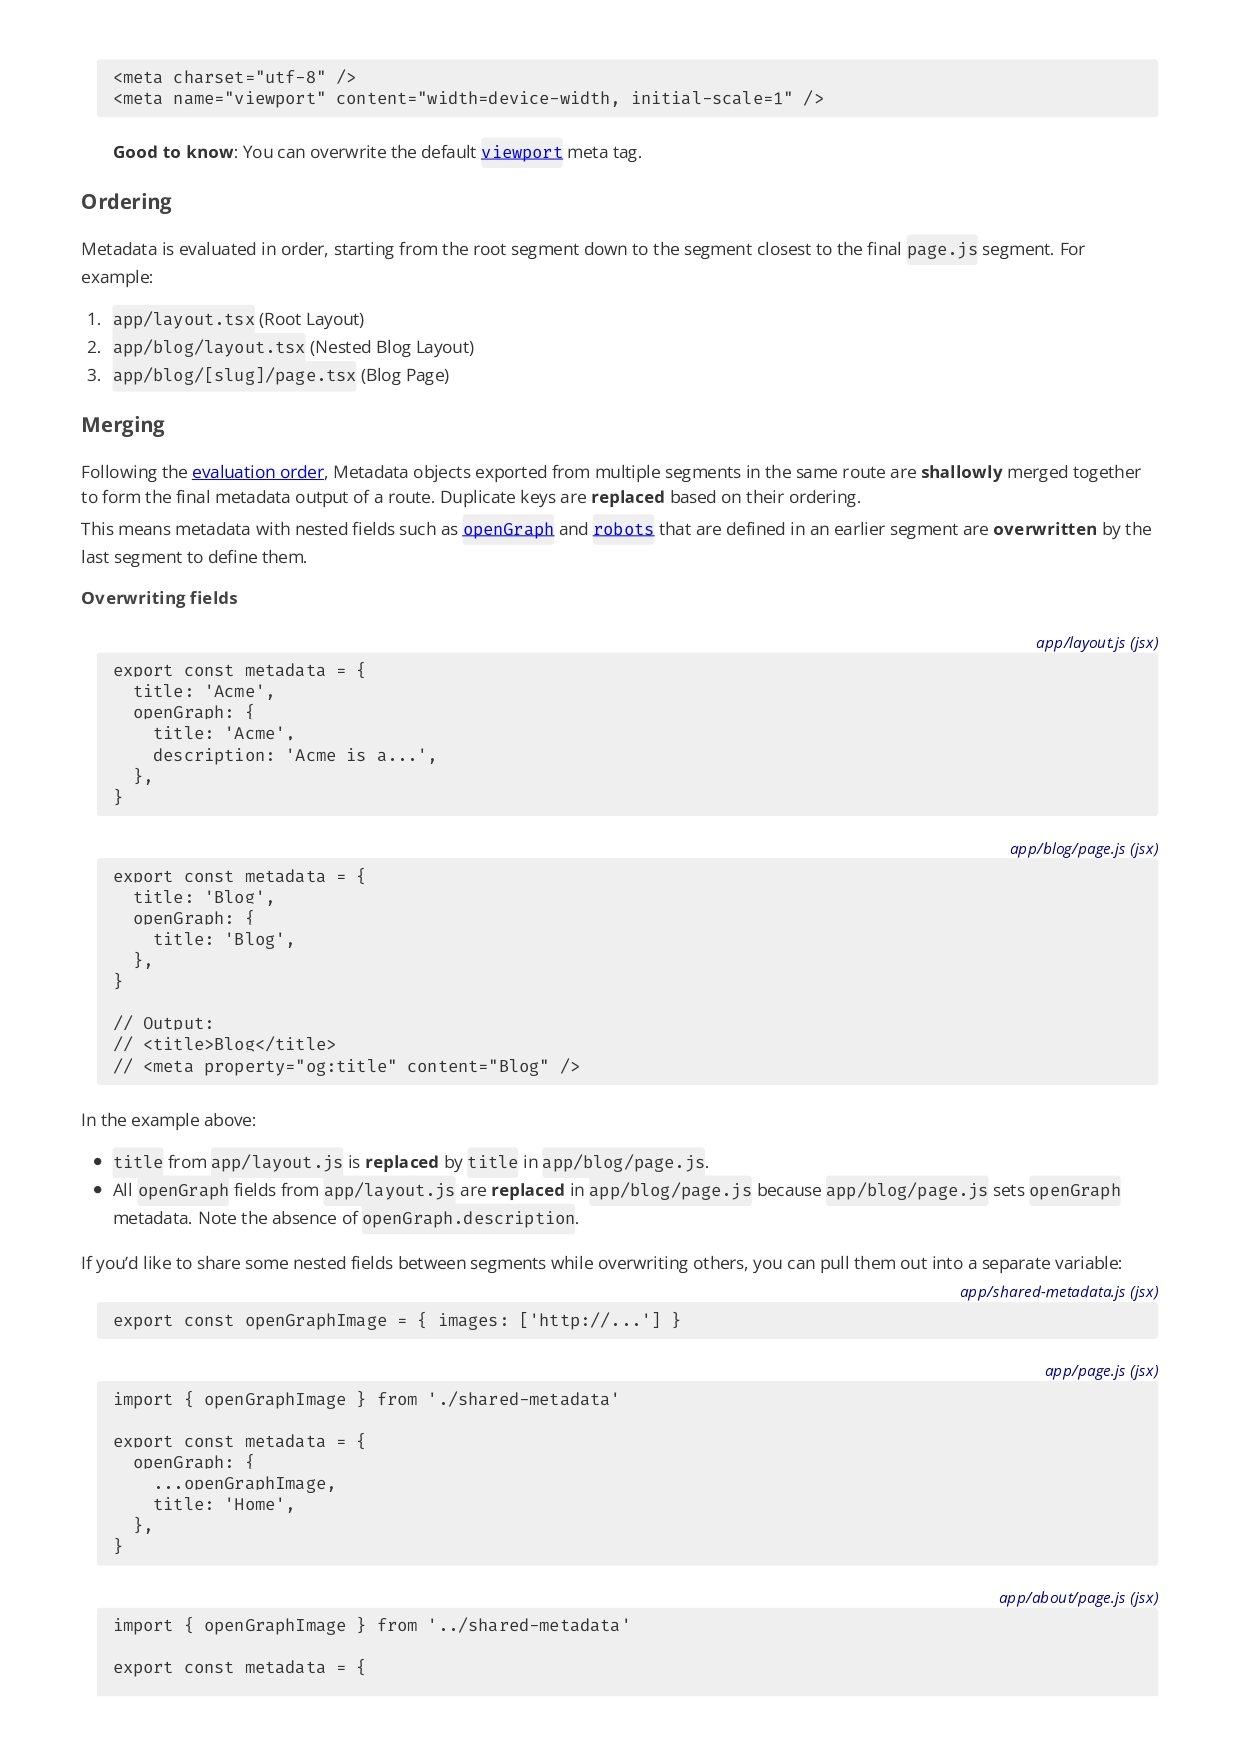 <meta charset="utf-8" />
<meta name="viewport" content="width=device-width, initial-scale=1" />
Good to know: You can overwrite the default viewport meta tag.
Ordering
Metadata is evaluated in order, starting from the root segment down to the segment closest to the final page.js segment. For
example:
1. app/layout.tsx (Root Layout)
2. app/blog/layout.tsx (Nested Blog Layout)
3. app/blog/[slug]/page.tsx (Blog Page)
Merging
Following the evaluation order, Metadata objects exported from multiple segments in the same route are shallowly merged together
to form the final metadata output of a route. Duplicate keys are replaced based on their ordering.
This means metadata with nested fields such as openGraph and robots that are defined in an earlier segment are overwritten by the
last segment to define them.
Overwriting fields
app/layout.js (jsx)
export const metadata = {
  title: 'Acme',
  openGraph: {
    title: 'Acme',
    description: 'Acme is a...',
  },
}
app/blog/page.js (jsx)
export const metadata = {
  title: 'Blog',
  openGraph: {
    title: 'Blog',
  },
}
// Output:
// <title>Blog</title>
// <meta property="og:title" content="Blog" />
In the example above:
• title from app/layout.js is replaced by title in app/blog/page.js.
• All openGraph fields from app/layout.js are replaced in app/blog/page.js because app/blog/page.js sets openGraph
metadata. Note the absence of openGraph.description.
If you’d like to share some nested fields between segments while overwriting others, you can pull them out into a separate variable:
app/shared-metadata.js (jsx)
export const openGraphImage = { images: ['http://...'] }
app/page.js (jsx)
import { openGraphImage } from './shared-metadata'
export const metadata = {
  openGraph: {
    ...openGraphImage,
    title: 'Home',
  },
}
app/about/page.js (jsx)
import { openGraphImage } from '../shared-metadata'
export const metadata = {